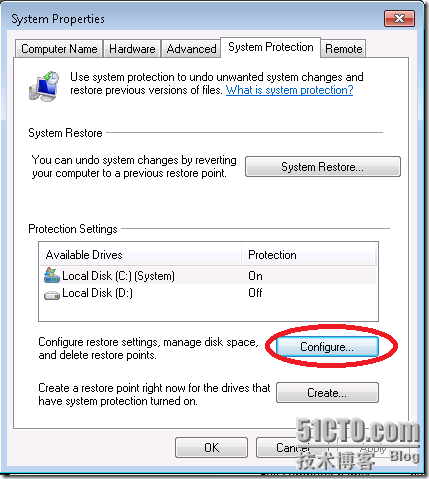 System Properties
Computer Name Hardware Advanced System Protection Remote
Use system protection to undo unwanted system changes and
restore previous versions of files. What is system protection?
System Restore
You can undo system changes by reverting
your computer to a previous restore point.
System Restore...
Protection Settings
Available Drives Protection
Local Disk (C:) (System) On
Local Disk (D:) Off
Configure restore settings, manage disk space,
and delete restore points.
Configure...
Create a restore point right now for the drives that
have system protection turned on.
Create...
OK Cancel Apply
51CTO.com
技术博客 Blog